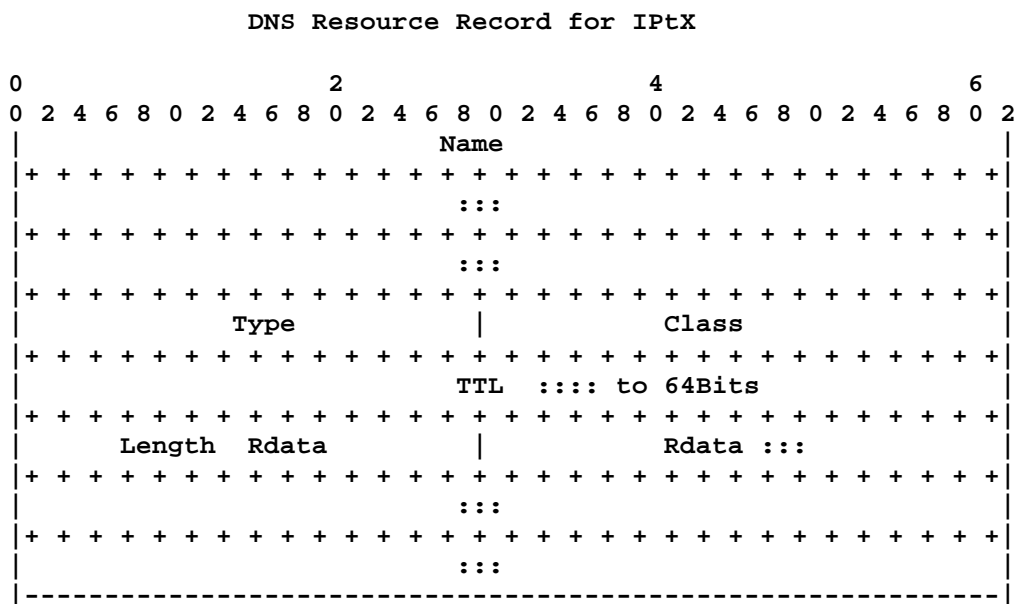 DNS Resource Record for IPtX
0 2 4 6
0 2 4 6 8 0 2 4 6 8 0 2 4 6 8 0 2 4 6 8 0 2 4 6 8 0 2 4 6 8 0 2
| Name |
|+ + + + + + + + + + + + + + + + + + + + + + + + + + + + + + +|
| ::: |
|+ + + + + + + + + + + + + + + + + + + + + + + + + + + + + + +|
| ::: |
|+ + + + + + + + + + + + + + + + + + + + + + + + + + + + + + +|
| Type | Class |
|+ + + + + + + + + + + + + + + + + + + + + + + + + + + + + + +|
| TTL :::: to 64Bits |
|+ + + + + + + + + + + + + + + + + + + + + + + + + + + + + + +|
| Length Rdata | Rdata ::: |
|+ + + + + + + + + + + + + + + + + + + + + + + + + + + + + + +|
| ::: |
|+ + + + + + + + + + + + + + + + + + + + + + + + + + + + + + +|
| ::: |
|-------------------------------------------------------------|